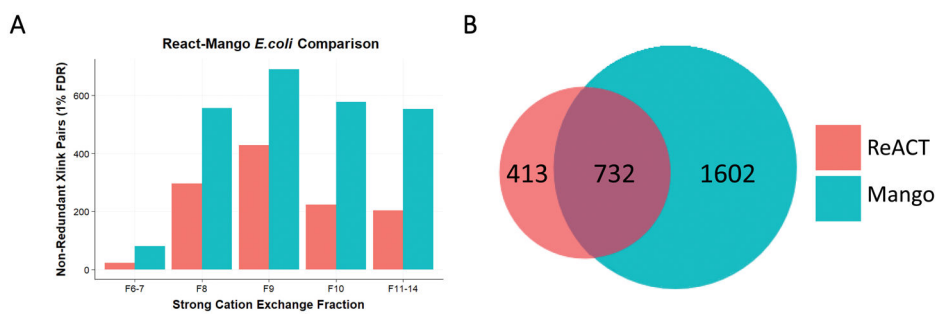 A
React-Mango E.coli Comparison
Non-Redundant Xlink Pairs (1% FDR)
600
400
200
0
F6-7
F8
F9
F10
F11-14
Strong Cation Exchange Fraction
B
413
732
1602
ReACT
Mango